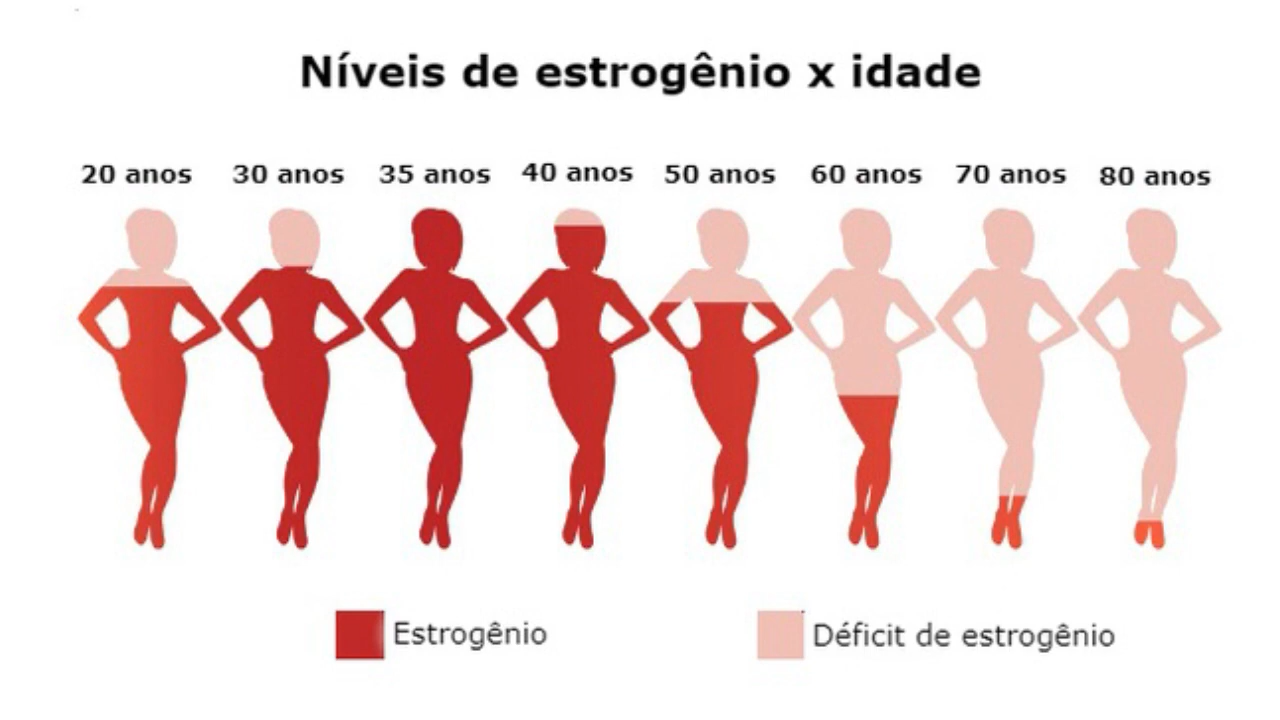 Níveis de estrogênio x idade
20 anos 30 anos 35 anos 40 anos 50 anos 60 anos 70 anos 80 anos
Estrogênio Déficit de estrogênio